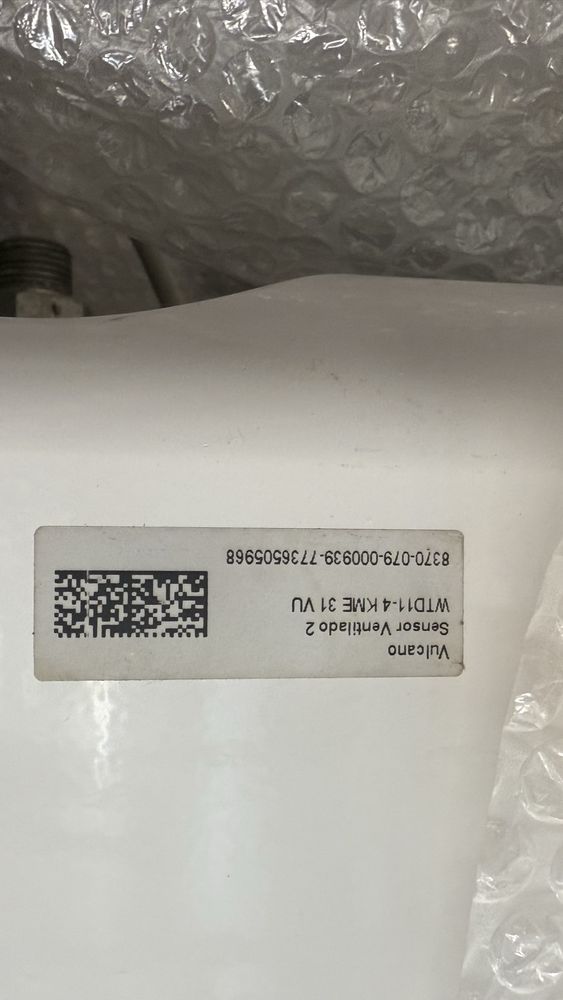 Vulcano
Sensor Ventilado 2
WTD11-4 KME 31 VU
8370-079-000939-7736505968